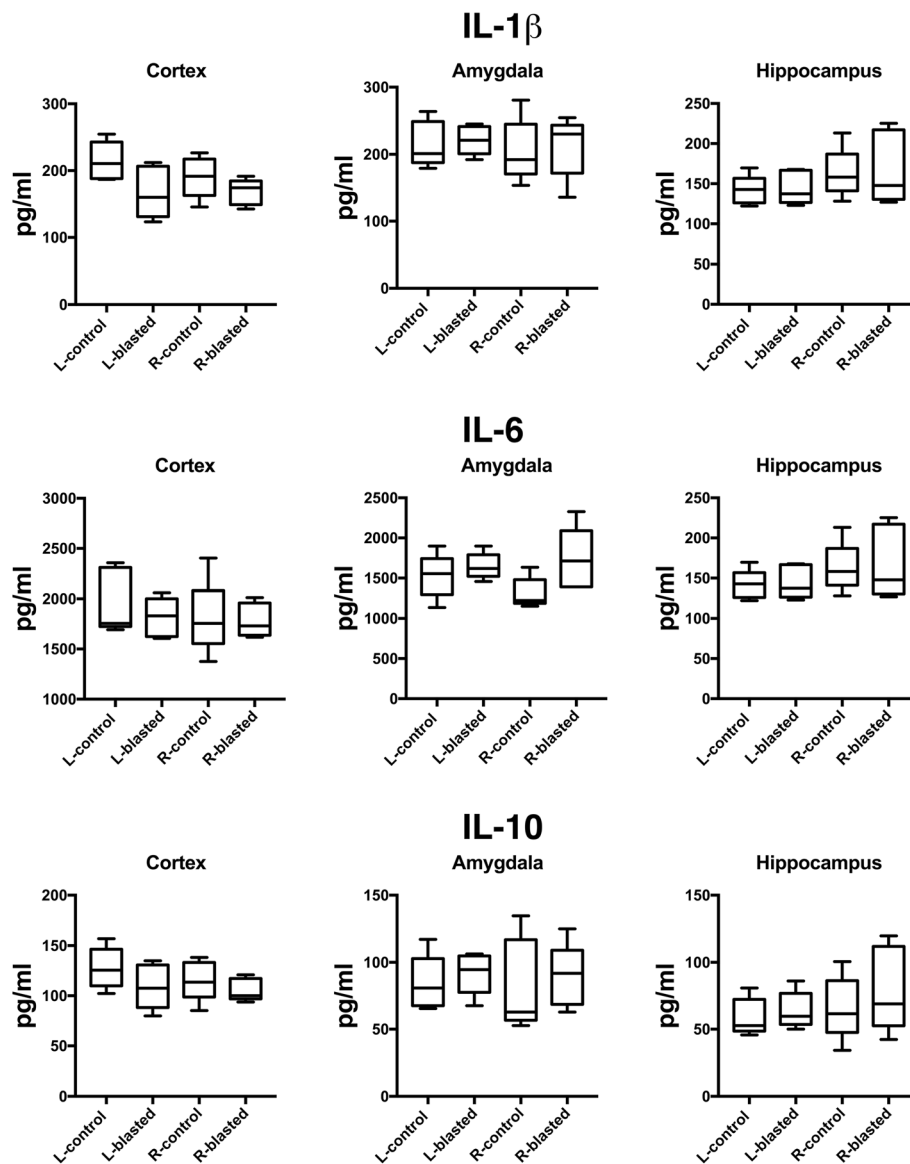 IL-1β
Cortex
Amygdala
Hippocampus
pg/ml
300
200
100
0
L-control
L-blasted
R-control
R-blasted
pg/ml
300
200
100
0
L-control
L-blasted
R-control
R-blasted
pg/ml
250
200
150
100
50
0
L-control
L-blasted
R-control
R-blasted
IL-6
Cortex
Amygdala
Hippocampus
pg/ml
3000
2500
2000
1500
1000
L-control
L-blasted
R-control
R-blasted
pg/ml
2500
2000
1500
1000
500
0
L-control
L-blasted
R-control
R-blasted
pg/ml
250
200
150
100
50
0
L-control
L-blasted
R-control
R-blasted
IL-10
Cortex
Amygdala
Hippocampus
pg/ml
200
150
100
50
0
L-control
L-blasted
R-control
R-blasted
pg/ml
150
100
50
0
L-control
L-blasted
R-control
R-blasted
pg/ml
150
100
50
0
L-control
L-blasted
R-control
R-blasted